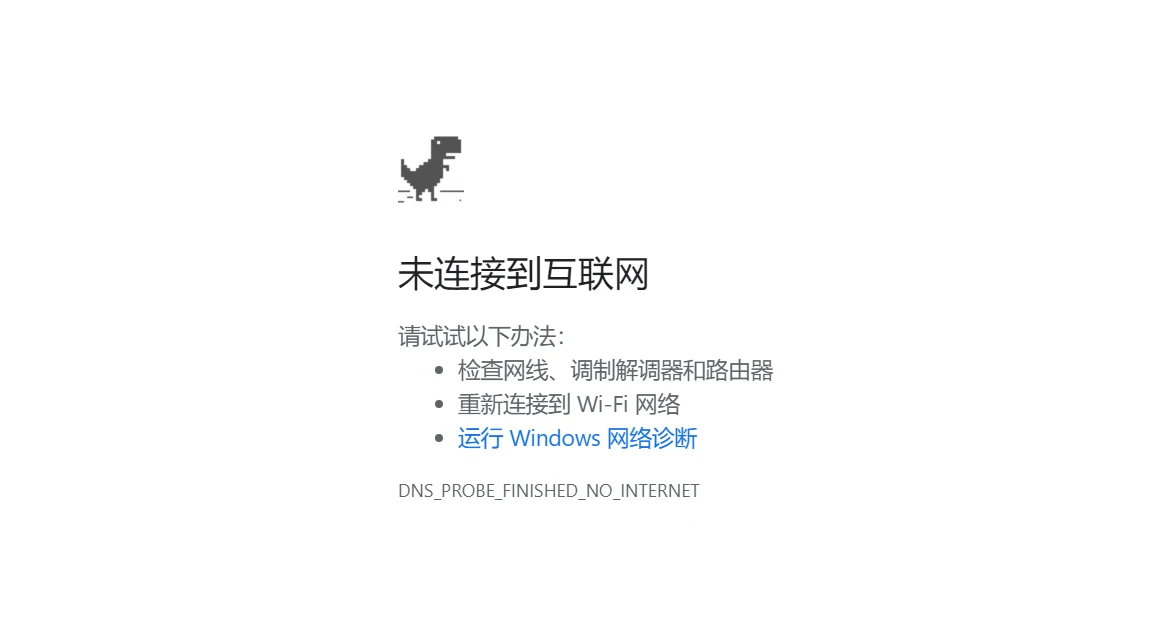 未连接到互联网
请试试以下办法：
检查网线、调制解调器和路由器
重新连接到 Wi-Fi 网络
运行 Windows 网络诊断
DNS_PROBE_FINISHED_NO_INTERNET